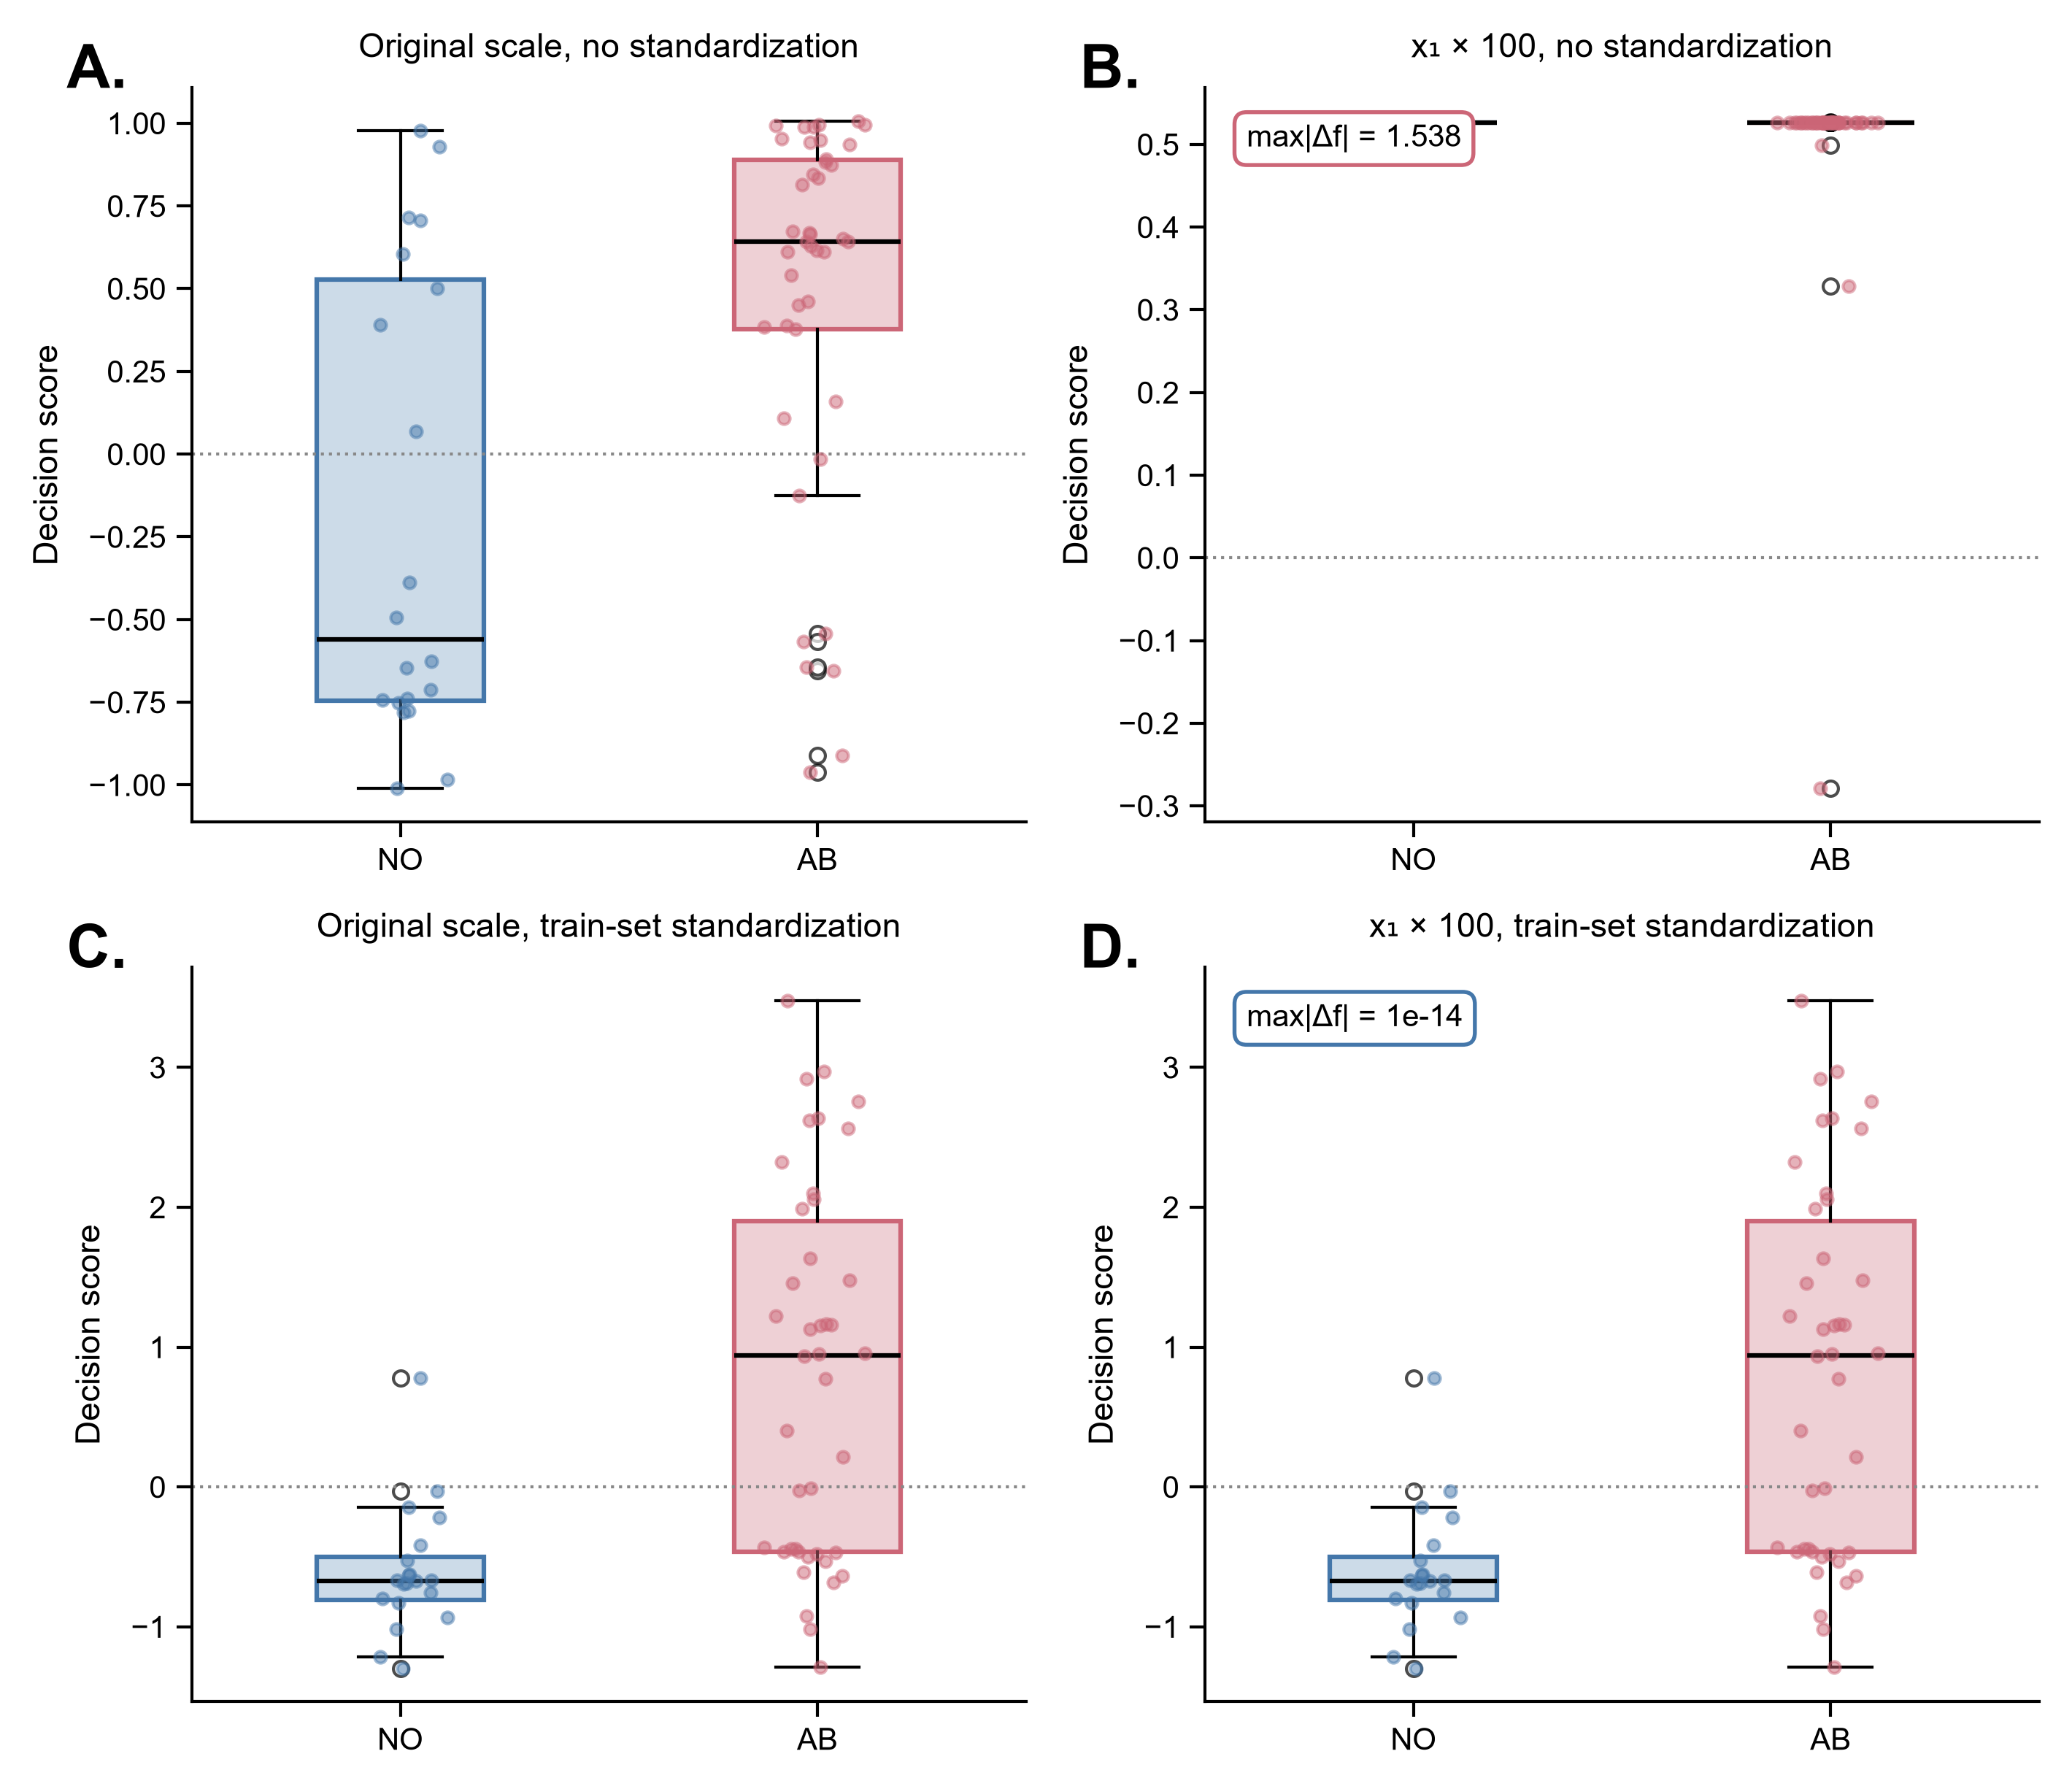 A.
Original scale, no standardization
1.00
0.75
0.50
0.25
0.00
−0.25
−0.50
−0.75
−1.00
Decision score
NO
AB
B.
x₁ × 100, no standardization
max|Δf| = 1.538
0.5
0.4
0.3
0.2
0.1
0.0
−0.1
−0.2
−0.3
Decision score
NO
AB
C.
Original scale, train-set standardization
3
2
1
0
−1
Decision score
NO
AB
D.
x₁ × 100, train-set standardization
max|Δf| = 1e-14
3
2
1
0
−1
Decision score
NO
AB